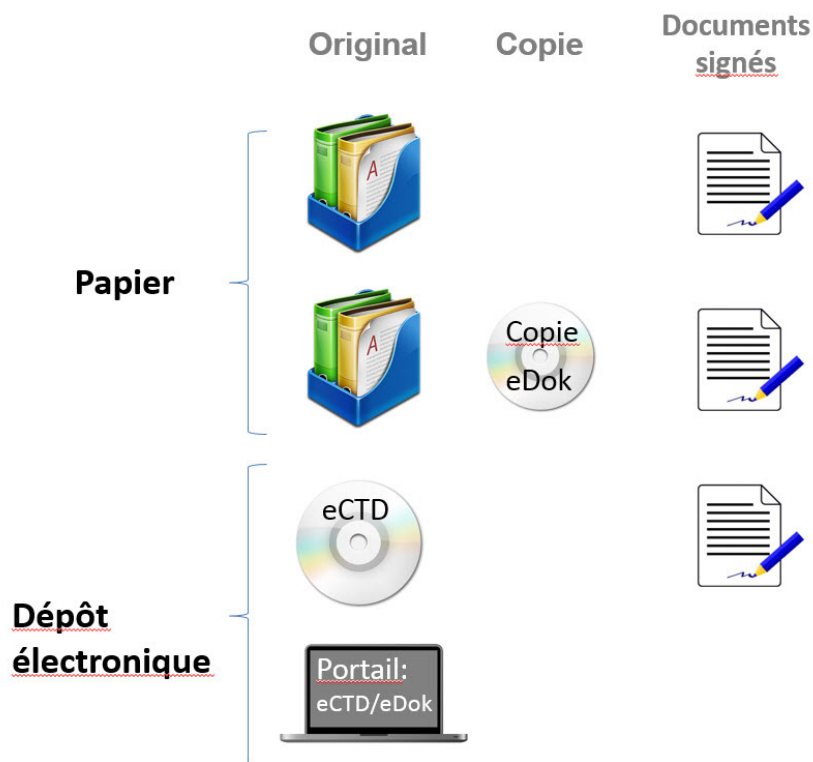 Original
Copie
Documents
signés
A
Papier
A
Copie
eDok
eCTD
Dépôt
électronique
Portail:
eCTD/eDok